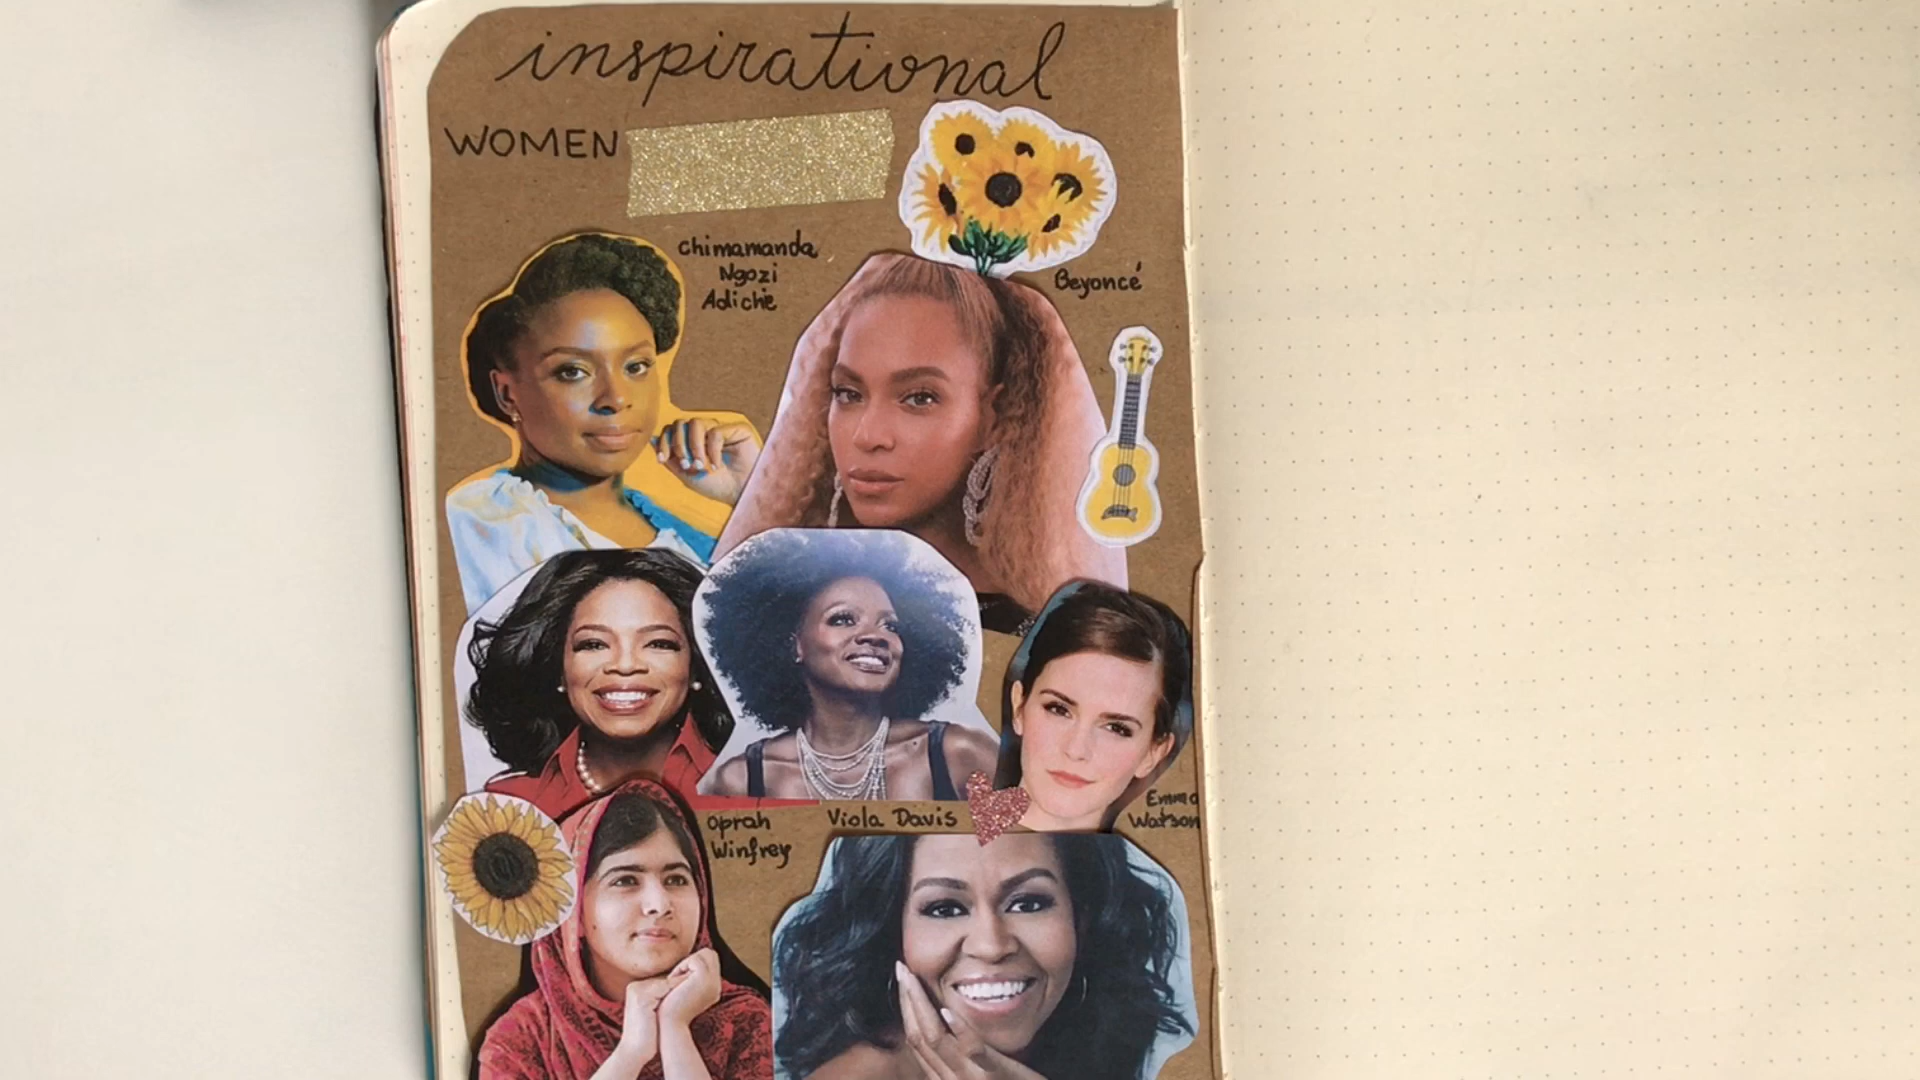 inspirational
WOMEN
Chimamanda
Ngozi
Adichie
Beyoncé
Oprah
Winfrey
Viola Davis
Emma
Watson